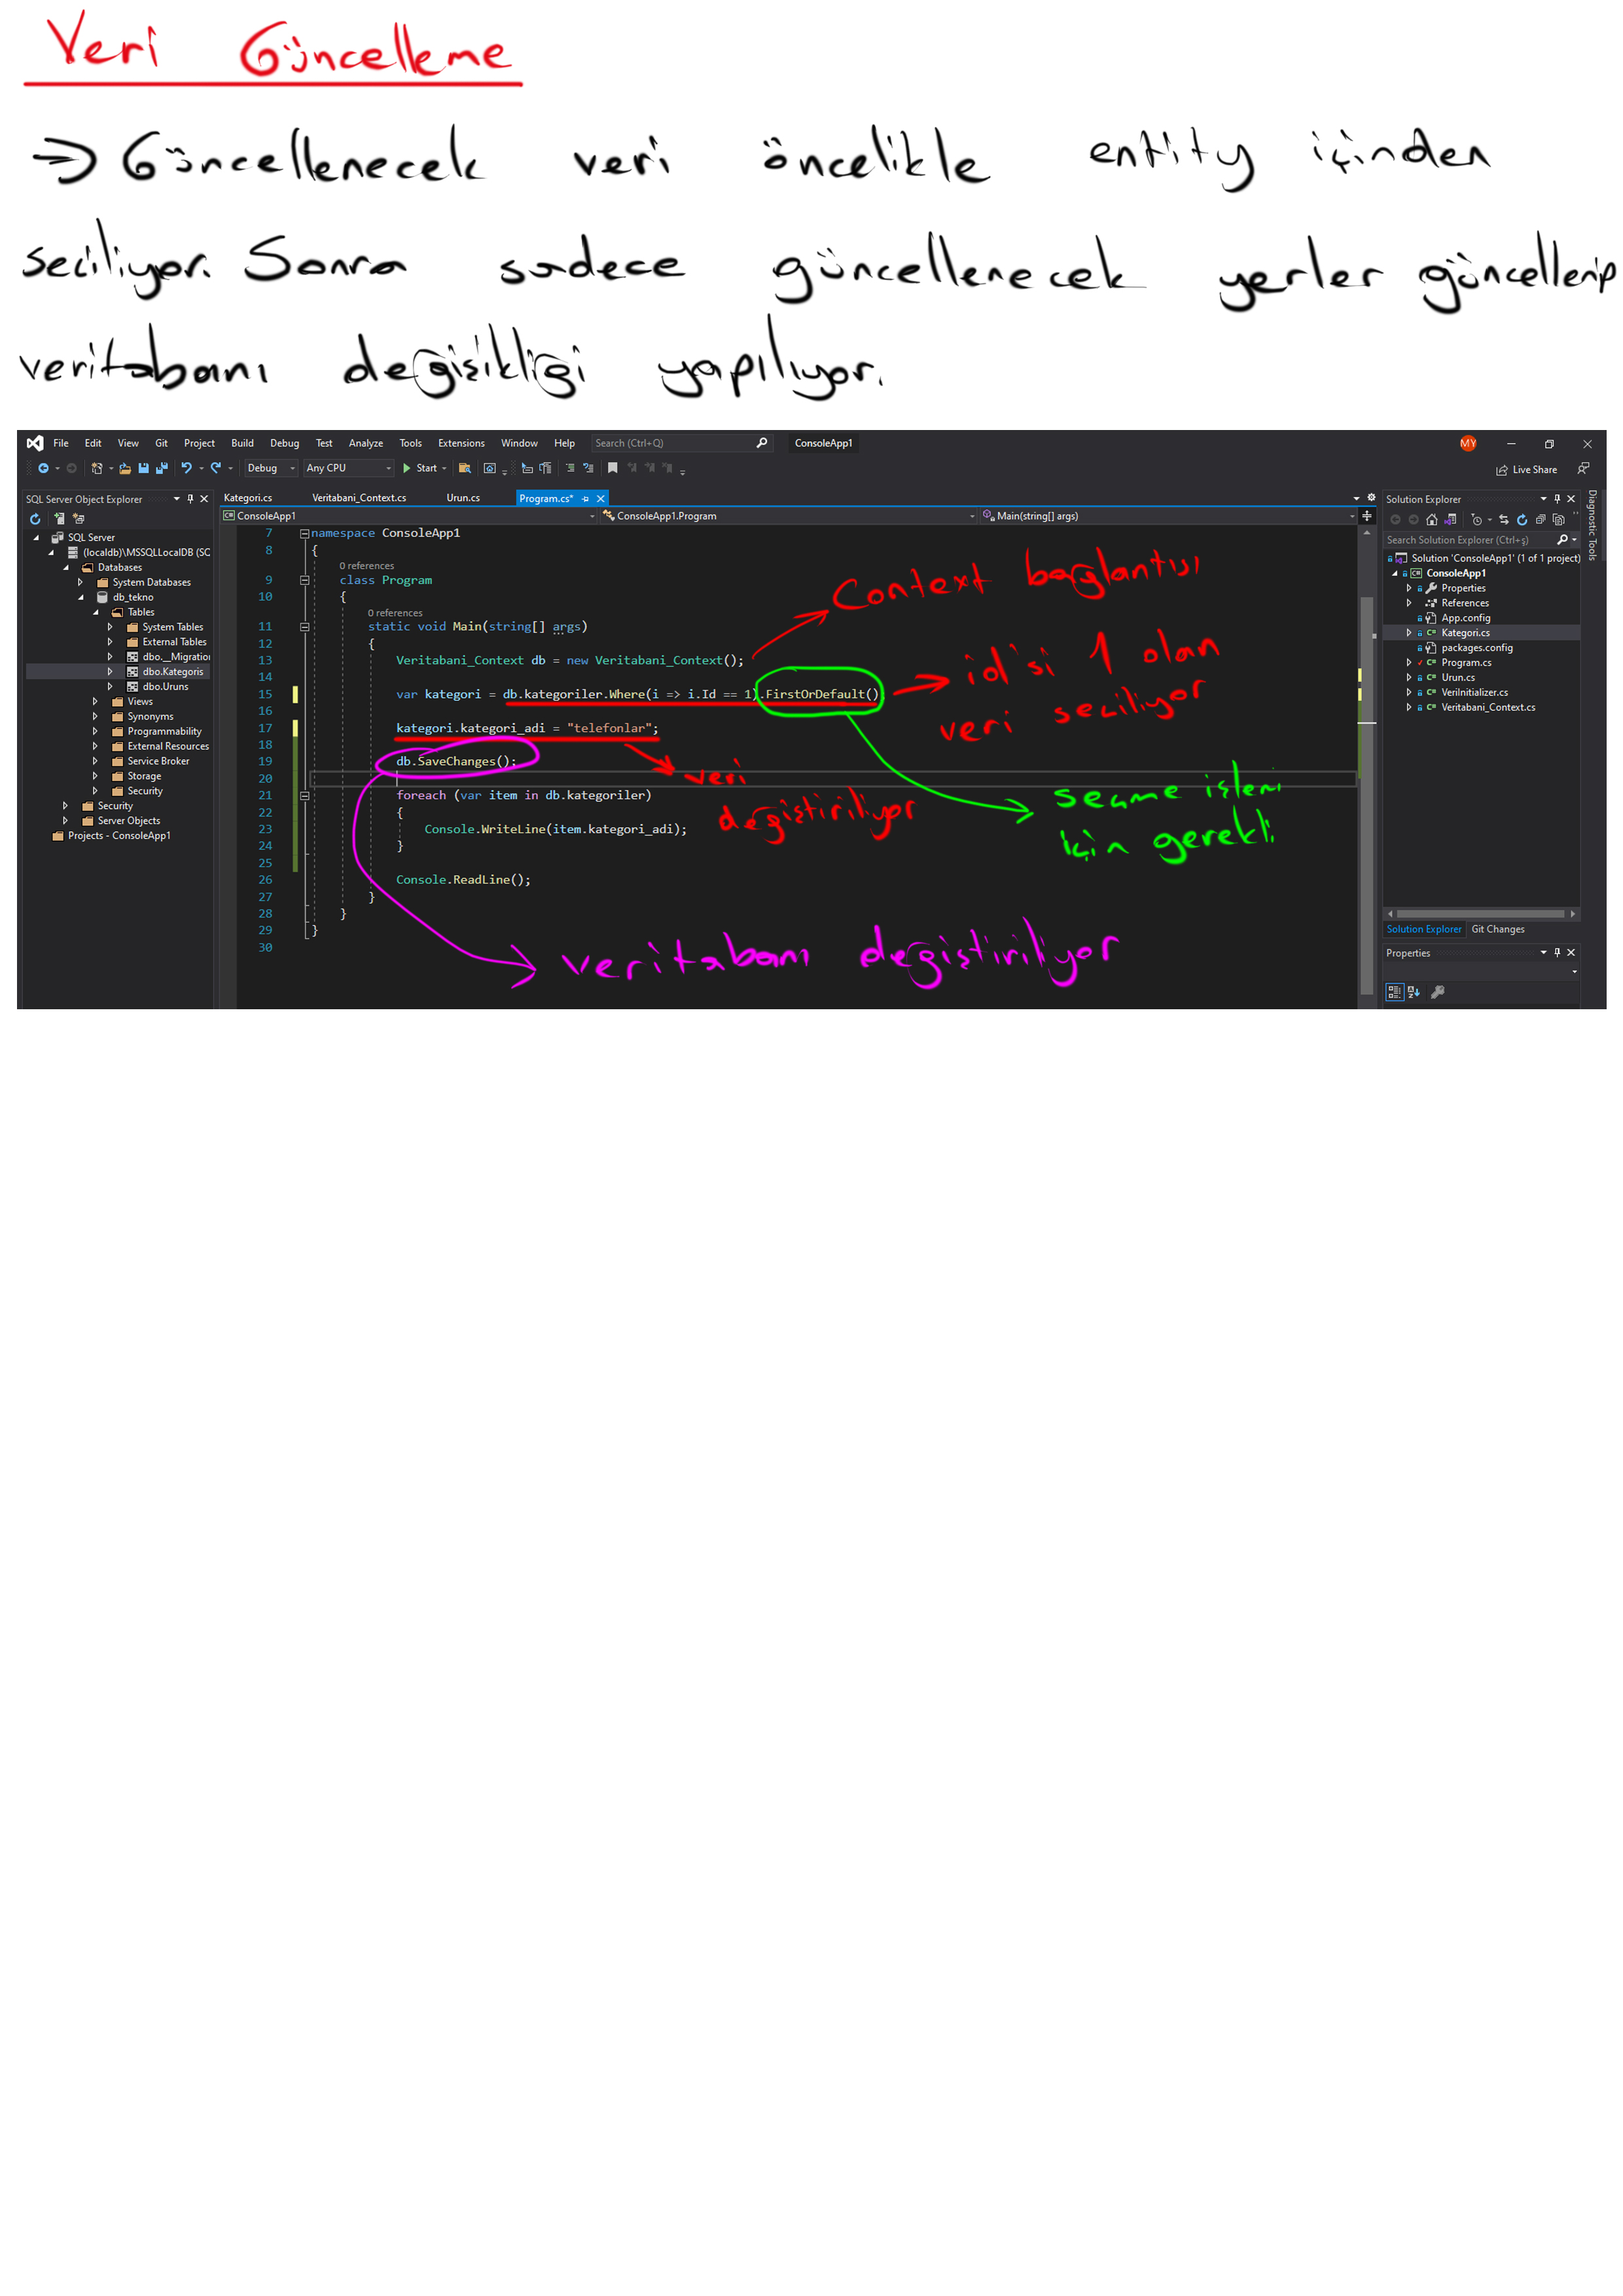 Veri Güncelleme
=> Güncellenecek veri öncelikle entity içinden
seciliyor. Sonra sadece güncellenecek yerler güncellenip
veritabanı değişikliği yapılıyor.
File Edit View Git Project Build Debug Test Analyze Tools Extensions Window Help Search (Ctrl+Q) ConsoleApp1 MY
Debug Any CPU Start Live Share
SQL Server Object Explorer
SQL Server
(localdb)\MSSQLLocalDB (SC
Databases
System Databases
db_tekno
Tables
System Tables
External Tables
dbo.__Migratior
dbo.Kategoris
dbo.Uruns
Views
Synonyms
Programmability
External Resources
Service Broker
Storage
Security
Security
Server Objects
Projects - ConsoleApp1
Kategori.cs Veritabani_Context.cs Urun.cs Program.cs*
ConsoleApp1 ConsoleApp1.Program Main(string[] args)
7 namespace ConsoleApp1
8 {
0 references
9 class Program
10 {
0 references
11 static void Main(string[] args)
12 {
13 Veritabani_Context db = new Veritabani_Context();
14
15 var kategori = db.kategoriler.Where(i => i.Id == 1).FirstOrDefault()
16
17 kategori.kategori_adi = "telefonlar";
18
19 db.SaveChanges();
20
21 foreach (var item in db.kategoriler)
22 {
23 Console.WriteLine(item.kategori_adi);
24 }
25
26 Console.ReadLine();
27 }
28 }
29 }
30
Context bağlantısı
id'si 1 olan
veri seciliyor
veri
değiştiriliyor
secme işlemi
için gerekli
veritabanı değiştiriliyor
Solution Explorer
Search Solution Explorer (Ctrl+ş)
Solution 'ConsoleApp1' (1 of 1 project)
ConsoleApp1
Properties
References
App.config
Kategori.cs
packages.config
Program.cs
Urun.cs
VeriInitializer.cs
Veritabani_Context.cs
Solution Explorer Git Changes
Properties
Diagnostic Tools